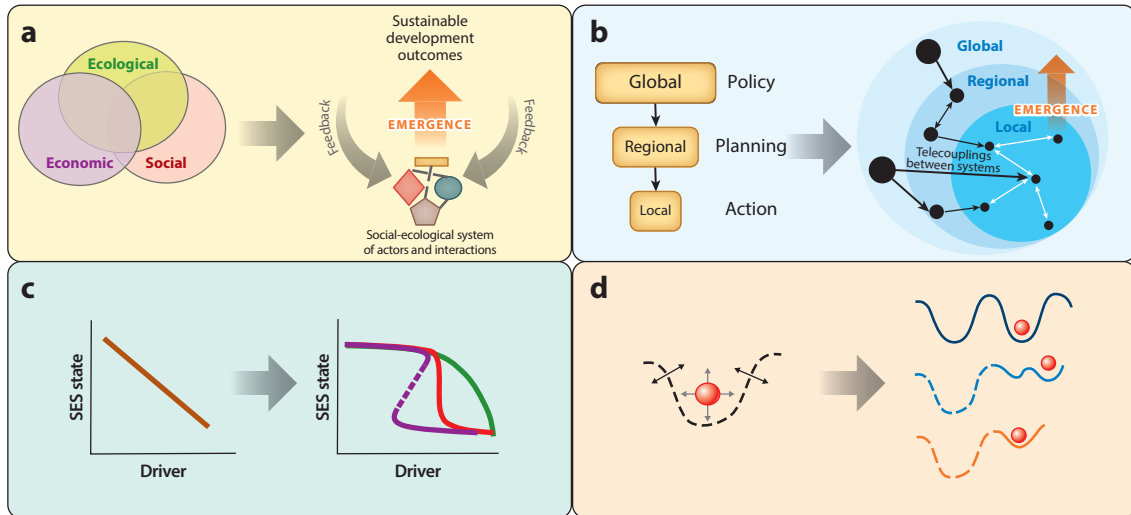 a
Ecological
Economic
Social
Sustainable
development
outcomes
Feedback
EMERGENCE
Feedback
Social-ecological system
of actors and interactions
b
Global
Policy
Regional
Planning
Local
Action
Global
Regional
EMERGENCE
Local
Telecouplings
between systems
c
SES state
Driver
SES state
Driver
d